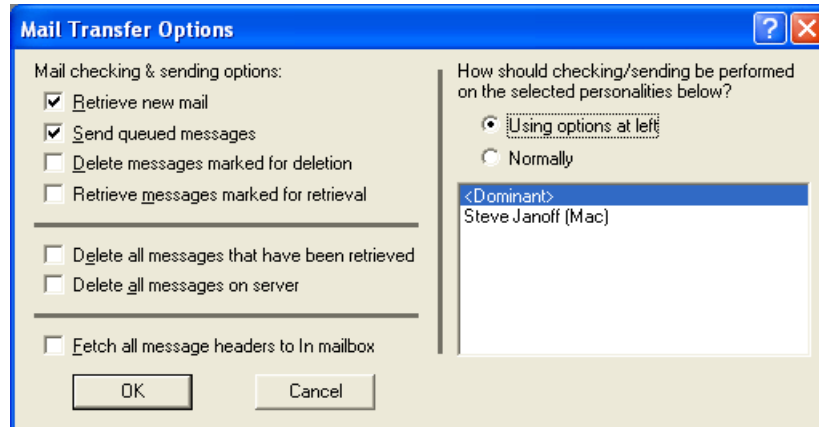 Mail Transfer Options
Mail checking & sending options:
Retrieve new mail
Send queued messages
Delete messages marked for deletion
Retrieve messages marked for retrieval
Delete all messages that have been retrieved
Delete all messages on server
Fetch all message headers to In mailbox
OK
Cancel
How should checking/sending be performed
on the selected personalities below?
Using options at left
Normally
<Dominant>
Steve Janoff (Mac)